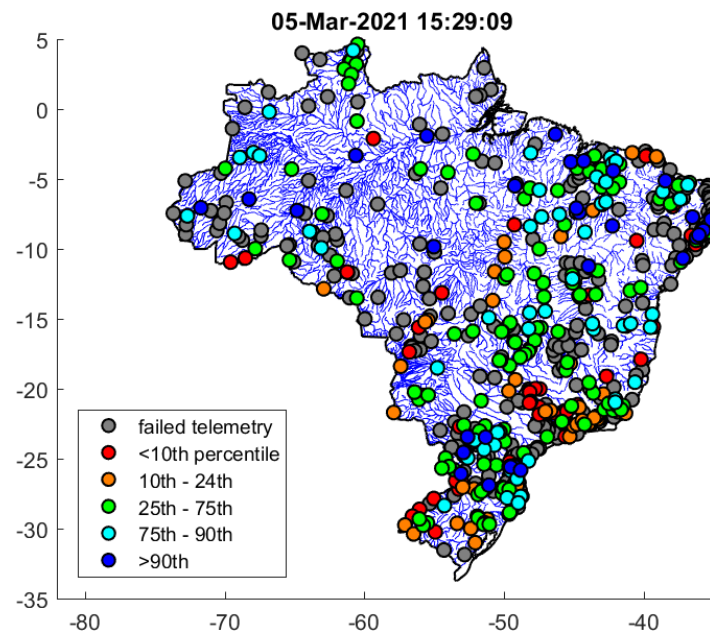 05-Mar-2021 15:29:09
5
0
-5
-10
-15
-20
-25
-30
-35
failed telemetry
<10th percentile
10th - 24th
25th - 75th
75th - 90th
>90th
-80 -70 -60 -50 -40